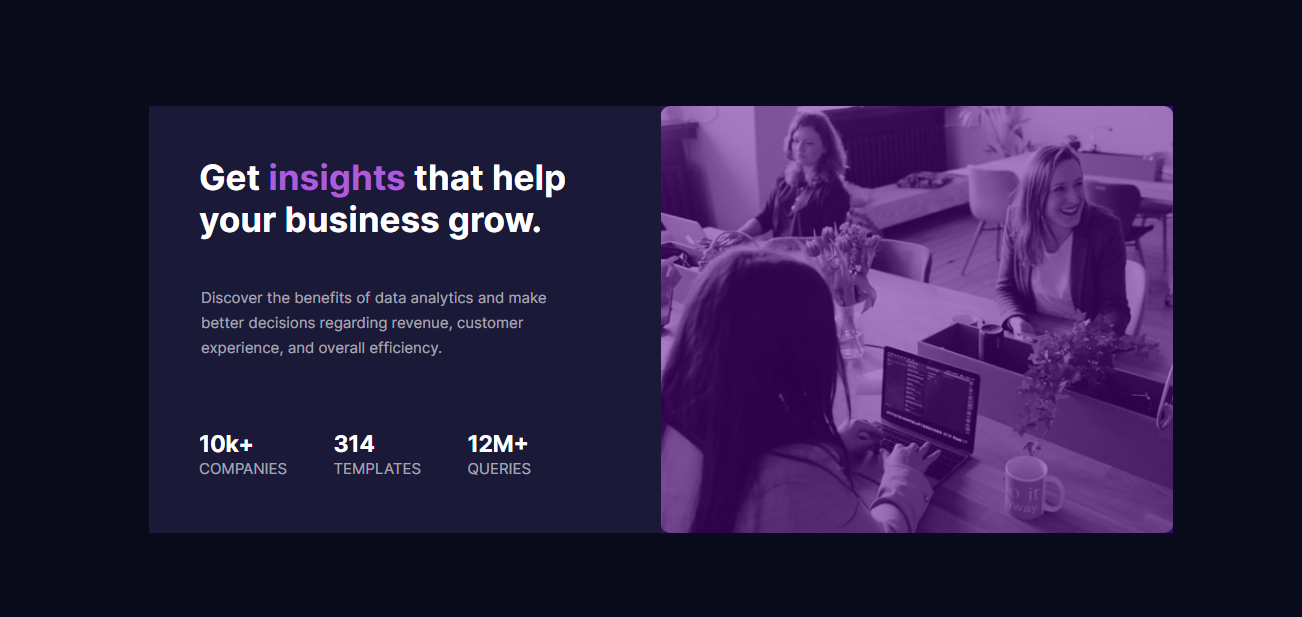 Get insights that help
your business grow.
Discover the benefits of data analytics and make
better decisions regarding revenue, customer
experience, and overall efficiency.
10k+ 314 12M+
COMPANIES TEMPLATES QUERIES